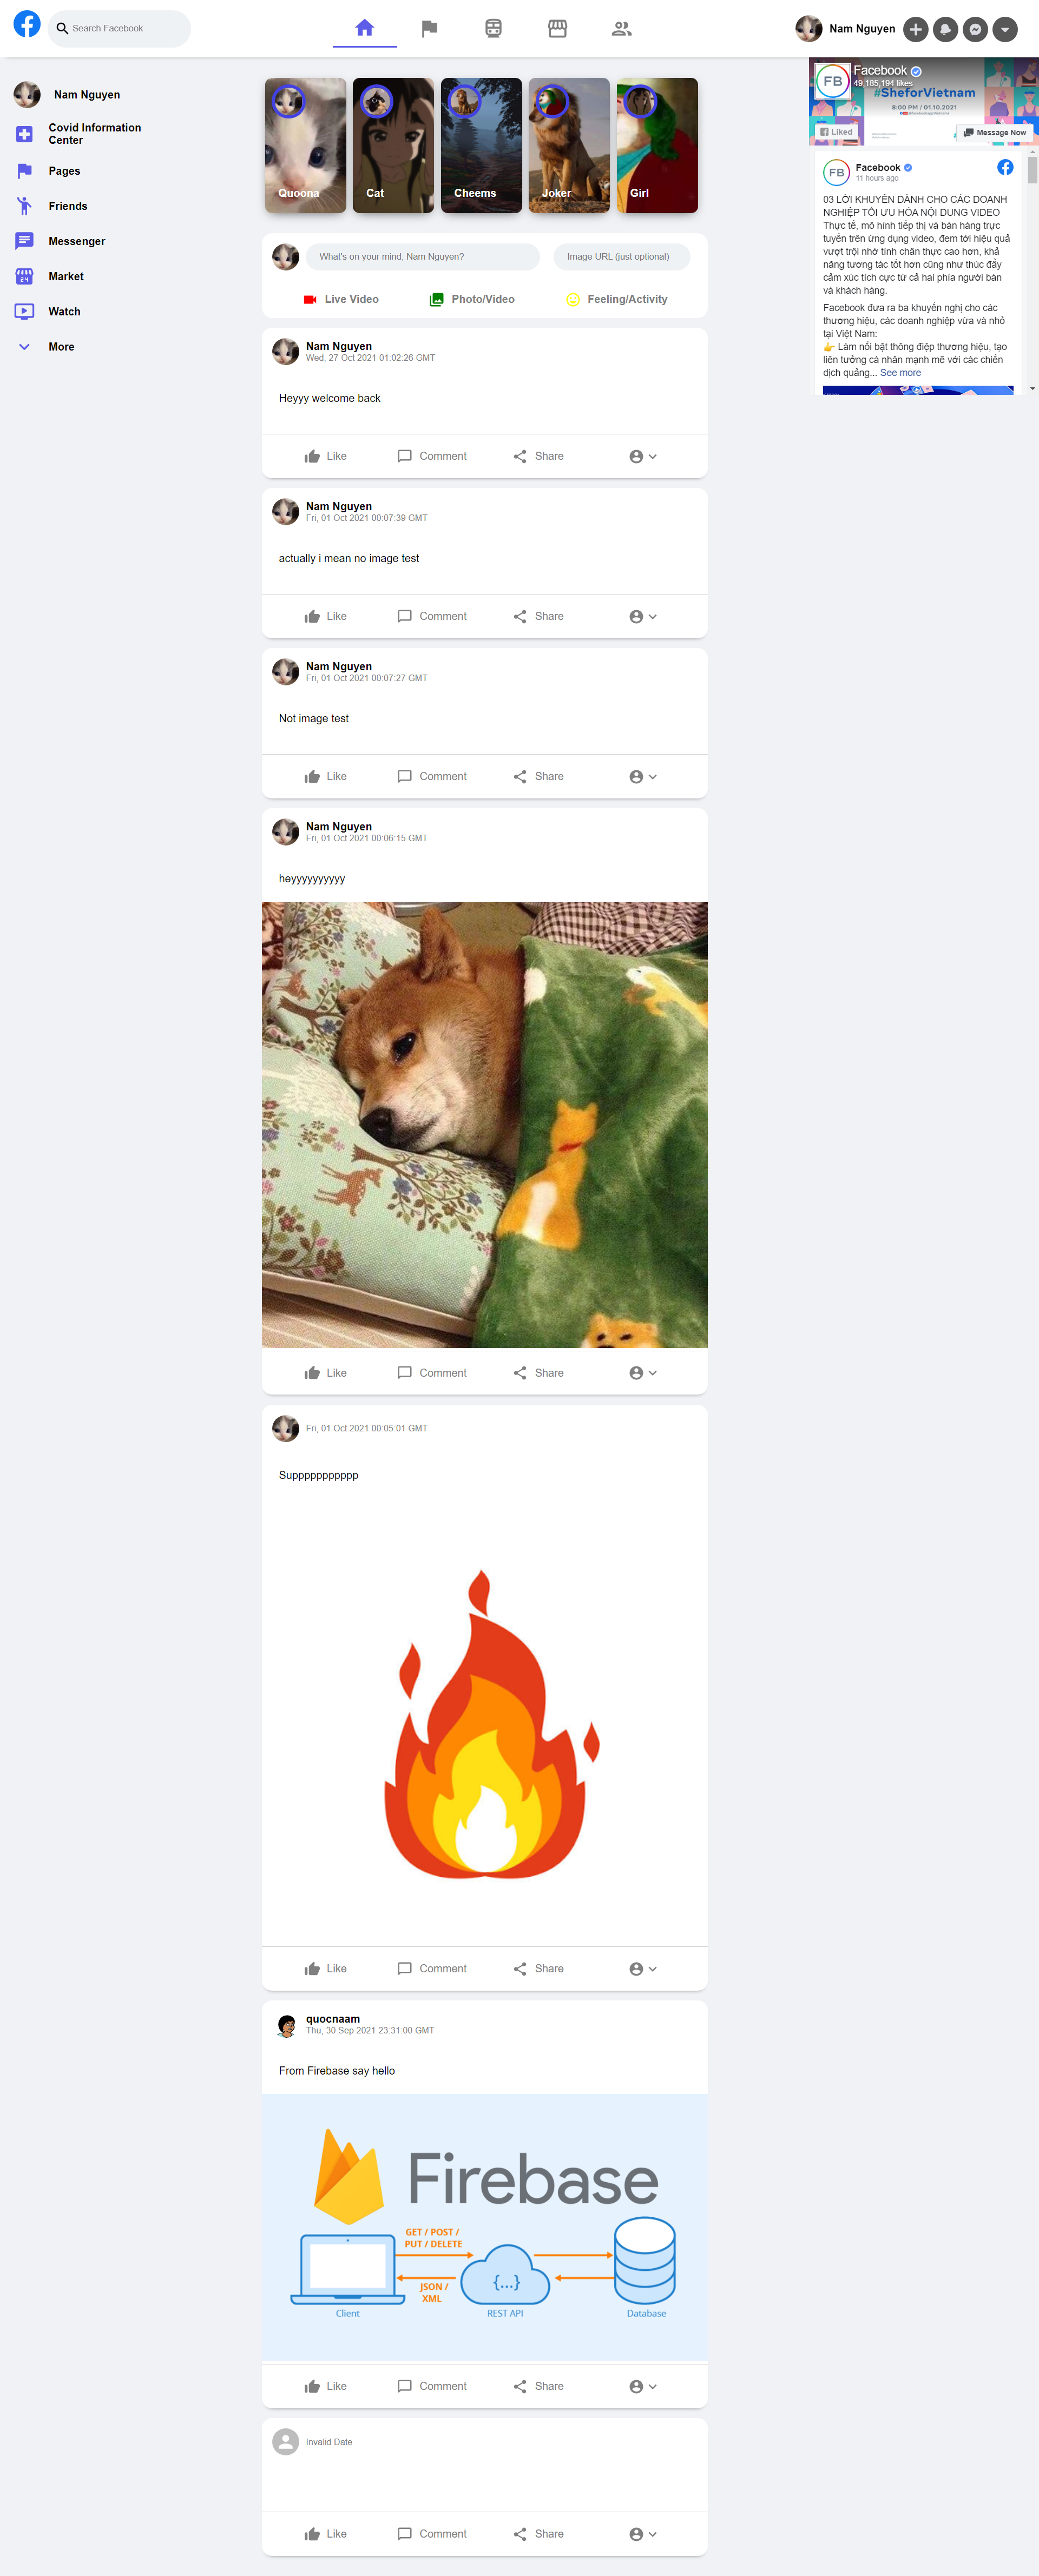 Search Facebook
Nam Nguyen
Nam Nguyen
Covid Information
Center
Pages
Friends
Messenger
Market
24
Watch
More
Quoona
Cat
Cheems
Joker
Girl
What's on your mind, Nam Nguyen?
Image URL (just optional)
Live Video
Photo/Video
Feeling/Activity
Nam Nguyen
Wed, 27 Oct 2021 01:02:26 GMT
Heyyy welcome back
Like
Comment
Share
Nam Nguyen
Fri, 01 Oct 2021 00:07:39 GMT
actually i mean no image test
Like
Comment
Share
Nam Nguyen
Fri, 01 Oct 2021 00:07:27 GMT
Not image test
Like
Comment
Share
Nam Nguyen
Fri, 01 Oct 2021 00:06:15 GMT
heyyyyyyyyyy
Like
Comment
Share
Fri, 01 Oct 2021 00:05:01 GMT
Supppppppppppp
Like
Comment
Share
quocnaam
Thu, 30 Sep 2021 23:31:00 GMT
From Firebase say hello
Firebase
GET / POST /
PUT / DELETE
{...}
JSON /
XML
Client
REST API
Database
Like
Comment
Share
Invalid Date
Like
Comment
Share
FB
Facebook
49,185,194 likes
#SheforVietnam
8:00 PM / 01.10.2021
Liked
Message Now
FB
Facebook
11 hours ago
03 LỜI KHUYÊN DÀNH CHO CÁC DOANH
NGHIỆP TỐI ƯU HÓA NỘI DUNG VIDEO
Thực tế, mô hình tiếp thị và bán hàng trực
tuyến trên ứng dụng video, đem tới hiệu quả
vượt trội nhờ tính chân thực cao hơn, khả
năng tương tác tốt hơn cũng như thúc đẩy
cảm xúc tích cực từ cả hai phía người bán
và khách hàng.
Facebook đưa ra ba khuyến nghị cho các
thương hiệu, các doanh nghiệp vừa và nhỏ
tại Việt Nam:
👉 Làm nổi bật thông điệp thương hiệu, tạo
liên tưởng cá nhân mạnh mẽ với các chiến
dịch quảng... See more